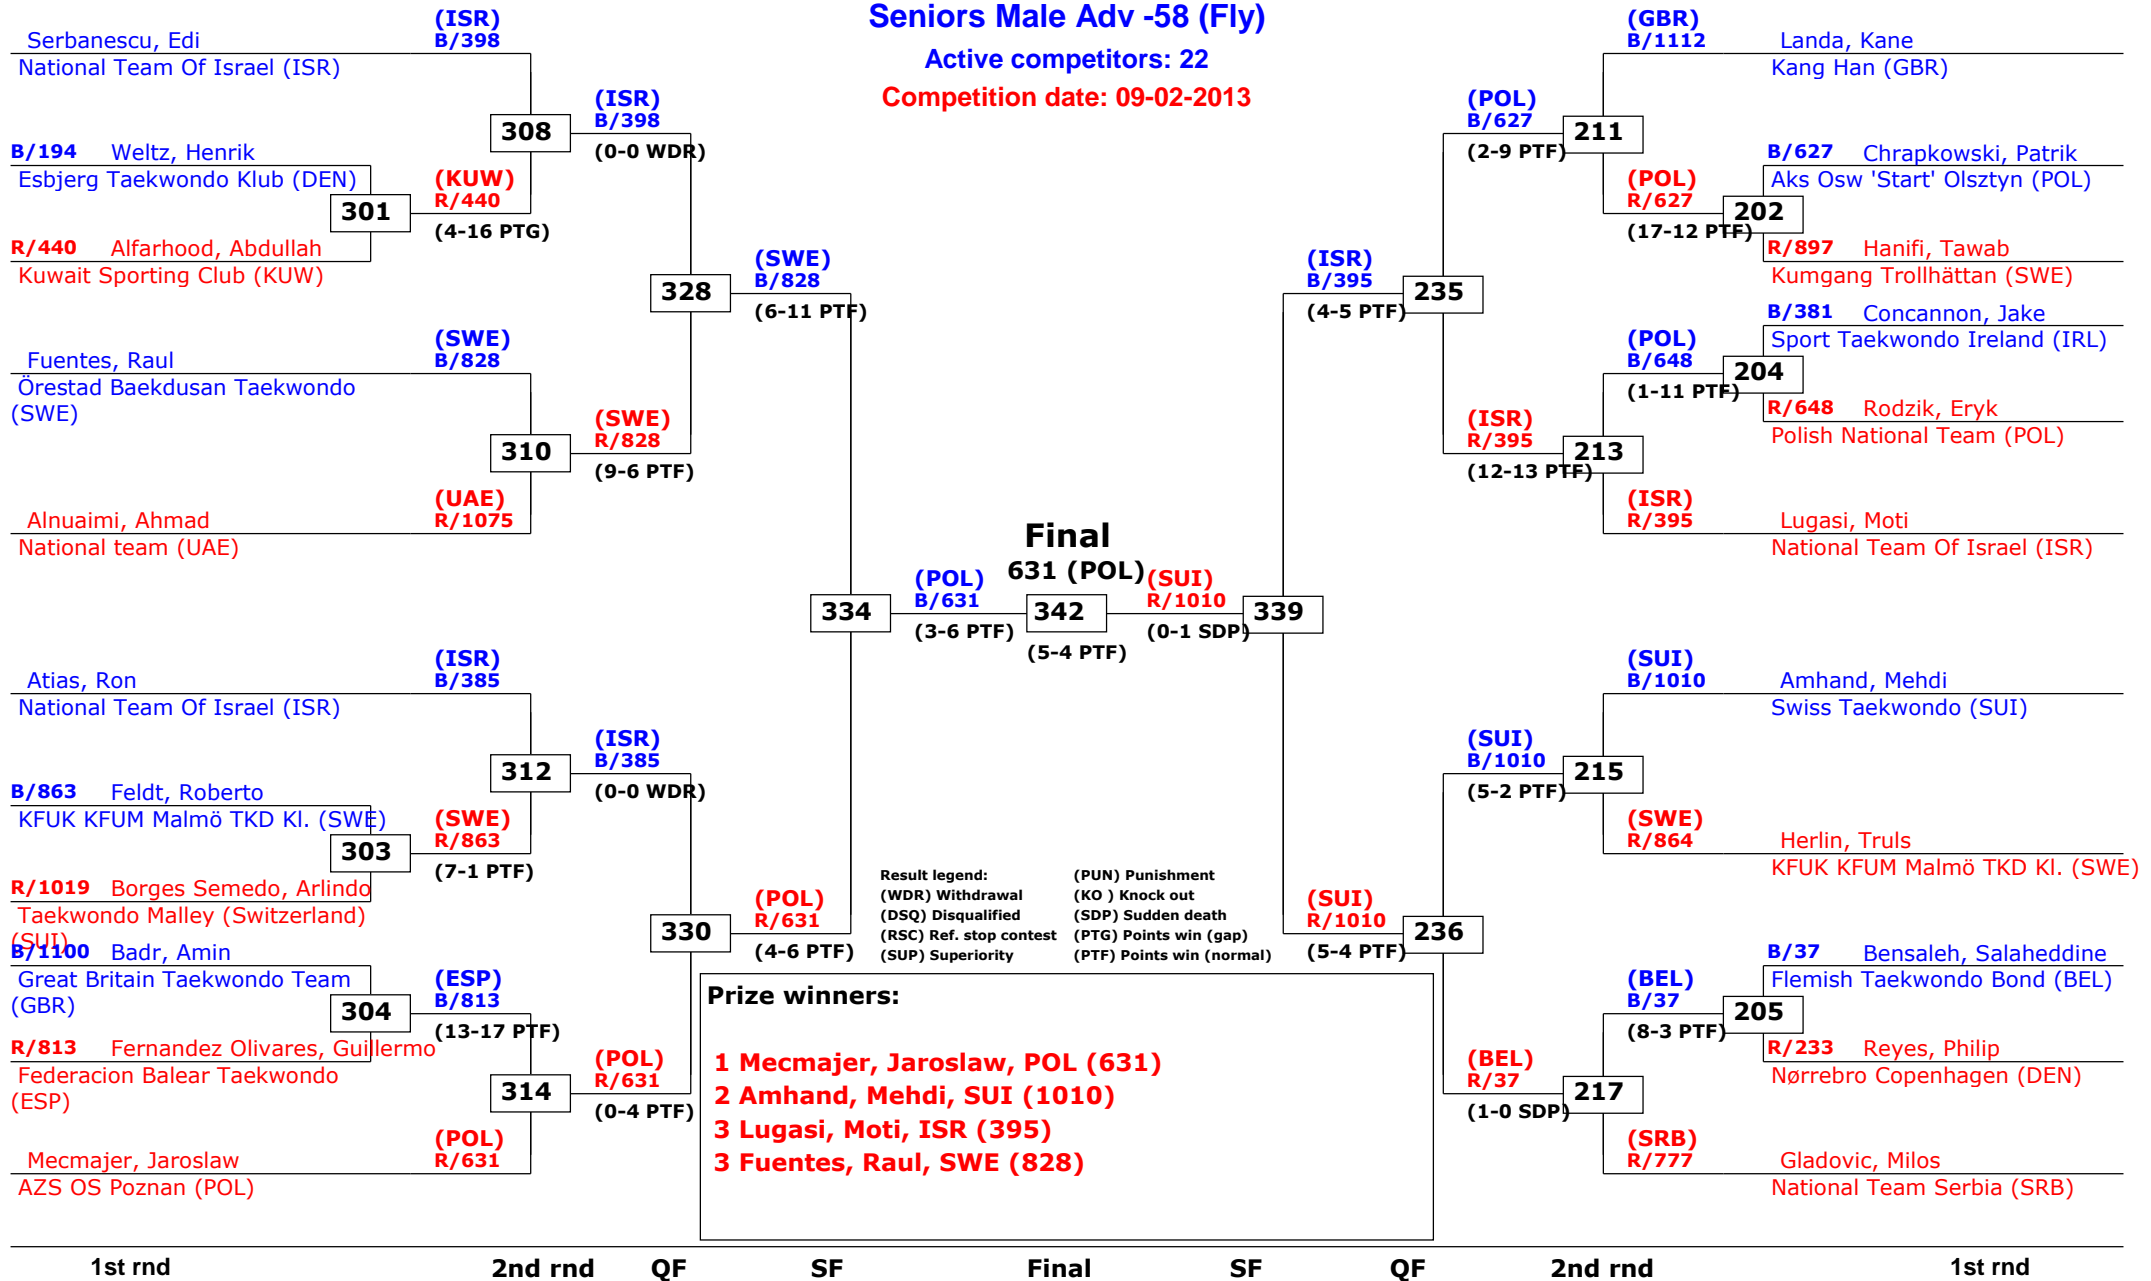 Seniors Male Adv -58 (Fly)
Active competitors: 22
Competition date: 09-02-2013
Serbanescu, Edi
National Team Of Israel (ISR)
(ISR)
B/398
B/194 Weltz, Henrik
Esbjerg Taekwondo Klub (DEN)
301
R/440 Alfarhood, Abdullah
Kuwait Sporting Club (KUW)
(KUW)
R/440
(4-16 PTG)
308
(ISR)
B/398
(0-0 WDR)
Fuentes, Raul
Örestad Baekdusan Taekwondo
(SWE)
(SWE)
B/828
310
(SWE)
R/828
(9-6 PTF)
Alnuaimi, Ahmad
National team (UAE)
(UAE)
R/1075
328
(SWE)
B/828
(6-11 PTF)
Atias, Ron
National Team Of Israel (ISR)
(ISR)
B/385
312
(ISR)
B/385
(0-0 WDR)
B/863 Feldt, Roberto
KFUK KFUM Malmö TKD Kl. (SWE)
303
(SWE)
R/863
(7-1 PTF)
R/1019 Borges Semedo, Arlindo
Taekwondo Malley (Switzerland)
(SUI)
B/1100 Badr, Amin
Great Britain Taekwondo Team
(GBR)
304
(ESP)
B/813
(13-17 PTF)
R/813 Fernandez Olivares, Guillermo
Federacion Balear Taekwondo
(ESP)
314
(POL)
R/631
(0-4 PTF)
Mecmajer, Jaroslaw
AZS OS Poznan (POL)
(POL)
R/631
330
(POL)
R/631
(4-6 PTF)
334
(POL)
B/631
(3-6 PTF)
Final
631 (POL)
342
(5-4 PTF)
(SUI)
R/1010
(0-1 SDP)
339
(ISR)
B/395
(4-5 PTF)
235
(POL)
B/627
(2-9 PTF)
211
(GBR)
B/1112
Landa, Kane
Kang Han (GBR)
(POL)
R/627
(17-12 PTF)
202
B/627 Chrapkowski, Patrik
Aks Osw 'Start' Olsztyn (POL)
R/897 Hanifi, Tawab
Kumgang Trollhättan (SWE)
B/381 Concannon, Jake
Sport Taekwondo Ireland (IRL)
(POL)
B/648
(1-11 PTF)
204
R/648 Rodzik, Eryk
Polish National Team (POL)
(ISR)
R/395
(12-13 PTF)
213
(ISR)
R/395
Lugasi, Moti
National Team Of Israel (ISR)
(SUI)
B/1010
Amhand, Mehdi
Swiss Taekwondo (SUI)
(SUI)
B/1010
(5-2 PTF)
215
(SWE)
R/864
Herlin, Truls
KFUK KFUM Malmö TKD Kl. (SWE)
(SUI)
R/1010
(5-4 PTF)
236
B/37 Bensaleh, Salaheddine
Flemish Taekwondo Bond (BEL)
(BEL)
B/37
(8-3 PTF)
205
R/233 Reyes, Philip
Nørrebro Copenhagen (DEN)
(BEL)
R/37
(1-0 SDP)
217
(SRB)
R/777
Gladovic, Milos
National Team Serbia (SRB)
Result legend: (PUN) Punishment
(WDR) Withdrawal (KO ) Knock out
(DSQ) Disqualified (SDP) Sudden death
(RSC) Ref. stop contest (PTG) Points win (gap)
(SUP) Superiority (PTF) Points win (normal)
Prize winners:
1 Mecmajer, Jaroslaw, POL (631)
2 Amhand, Mehdi, SUI (1010)
3 Lugasi, Moti, ISR (395)
3 Fuentes, Raul, SWE (828)
1st rnd 2nd rnd QF SF Final SF QF 2nd rnd 1st rnd